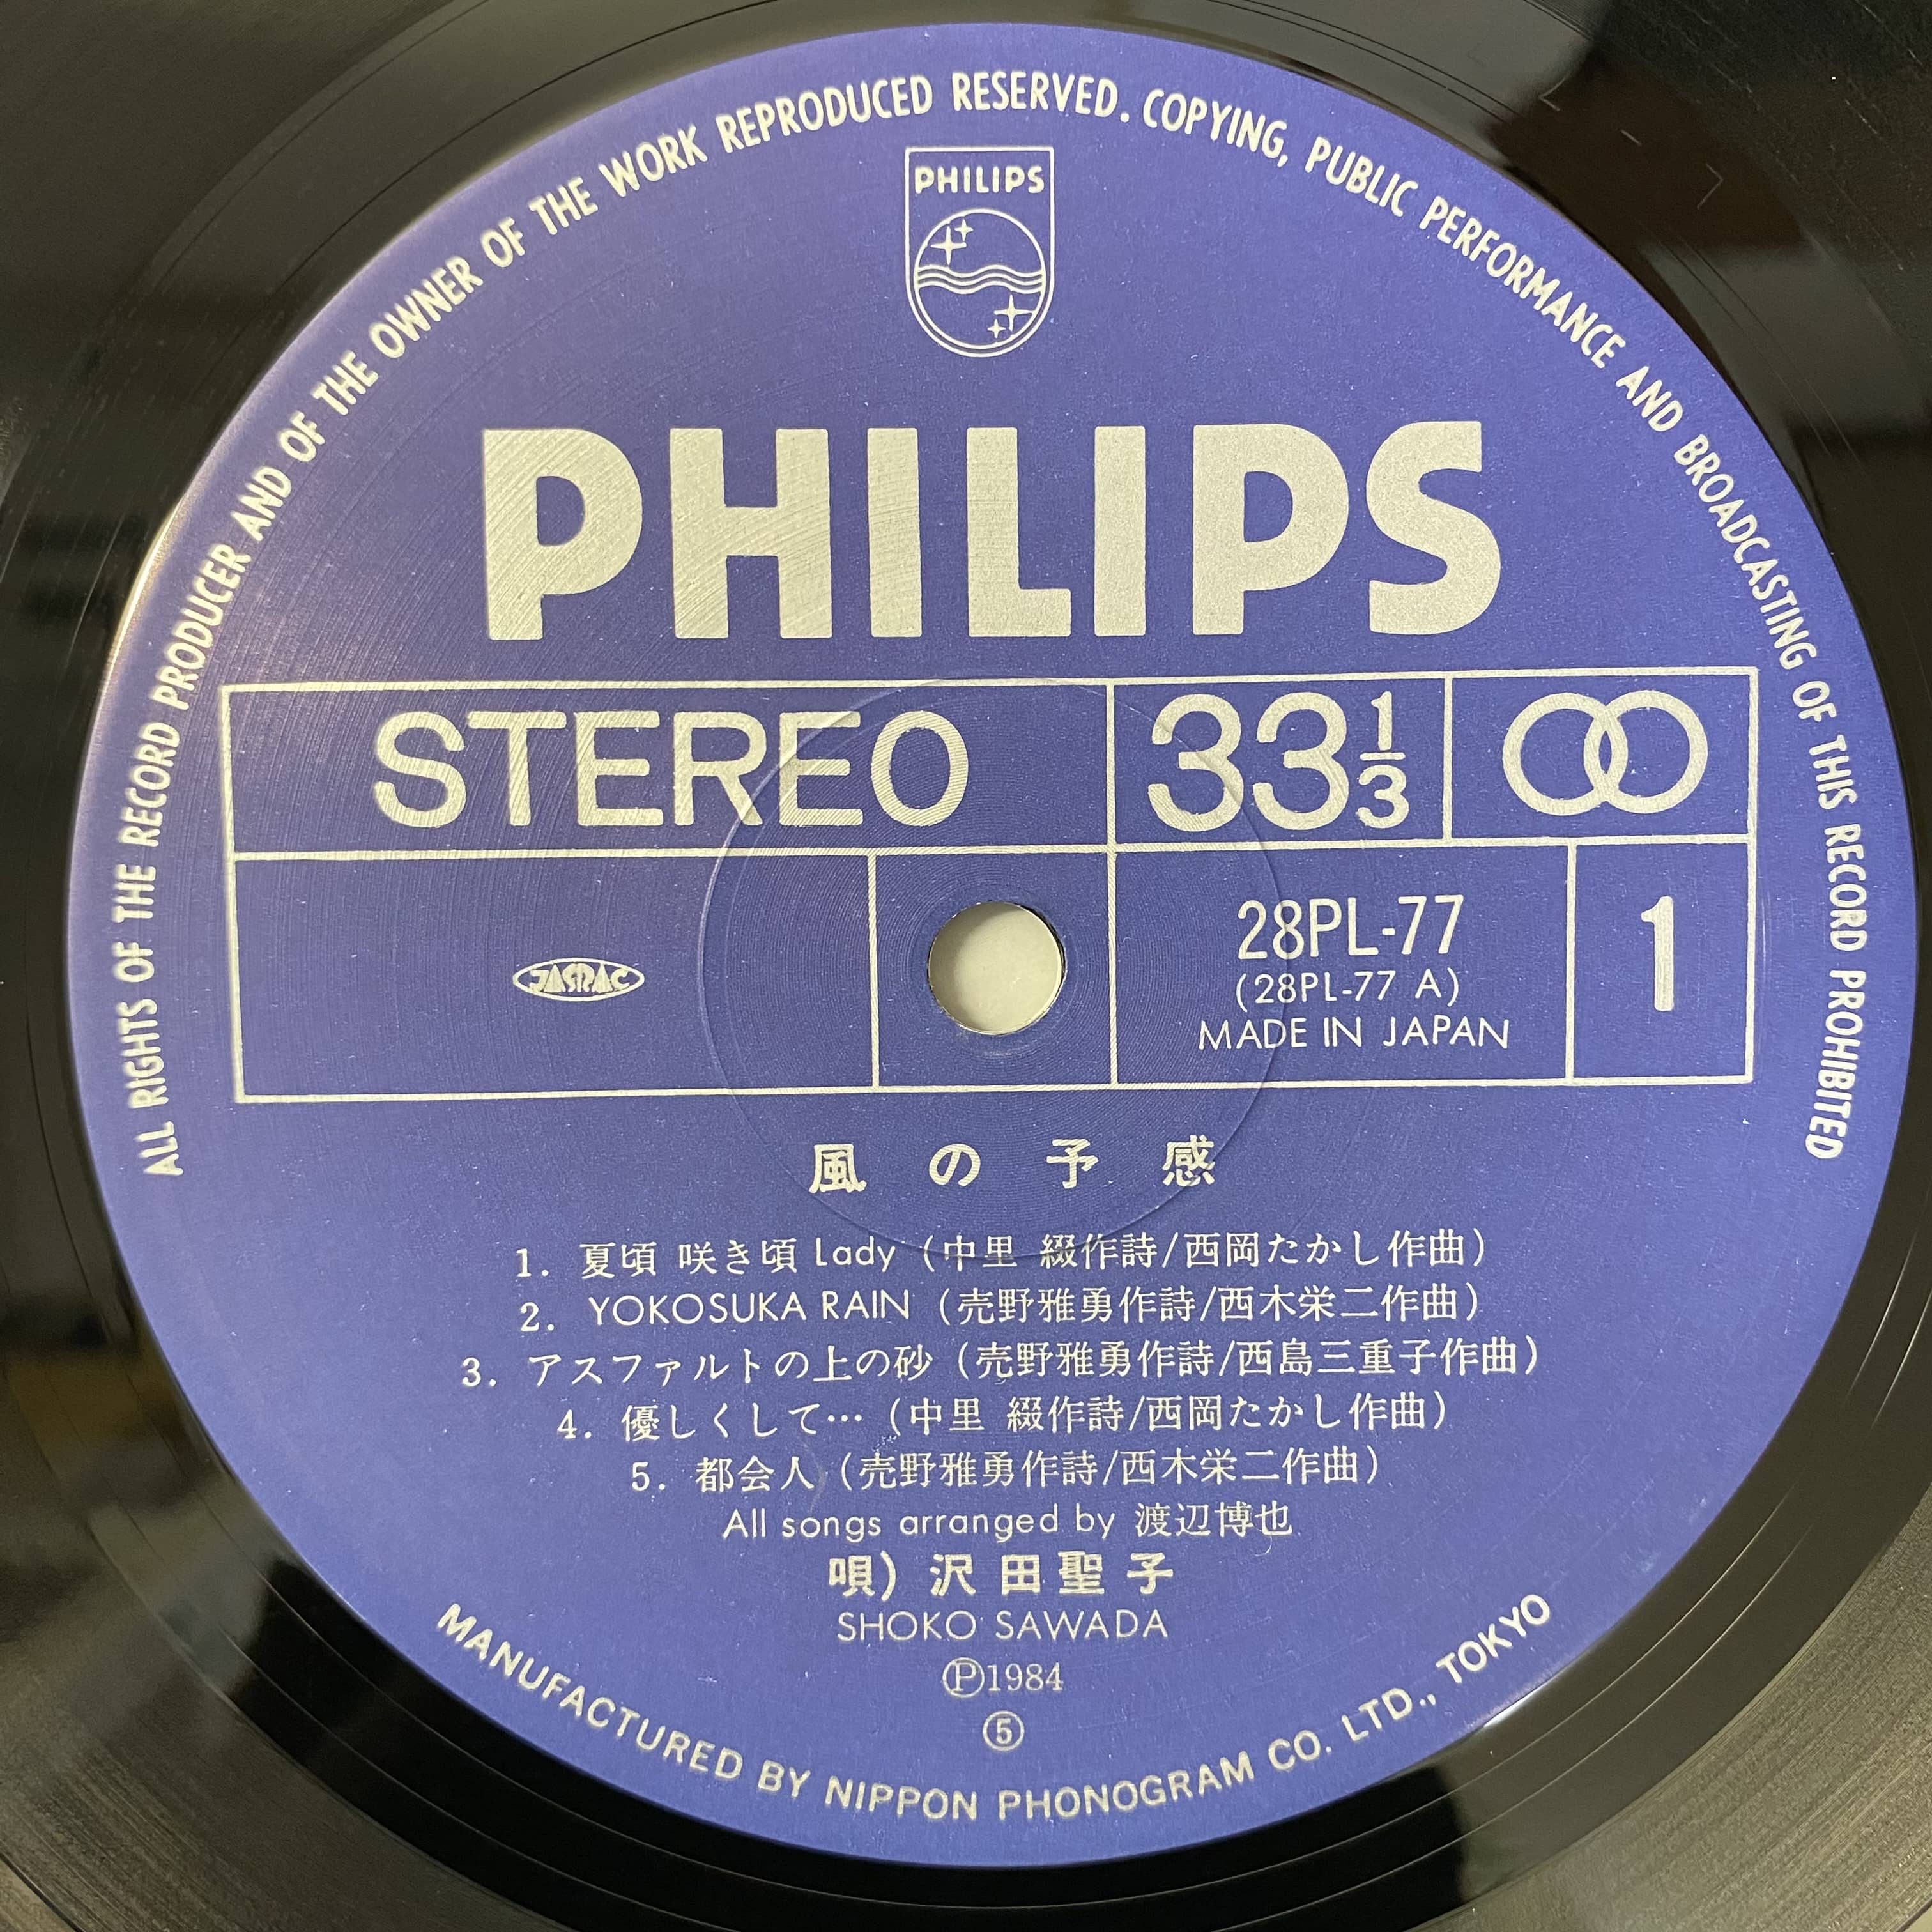 ALL RIGHTS OF THE RECORD PRODUCER AND OF THE OWNER OF THE WORK REPRODUCED RESERVED. COPYING, PUBLIC PERFORMANCE AND BROADCASTING OF THIS RECORD PROHIBITED
PHILIPS
PHILIPS
STEREO 33 1/3
JASRAC
28PL-77
(28PL-77 A)
MADE IN JAPAN
1
風の予感
1. 夏頃 咲き頃 Lady (中里 綴作詩/西岡たかし作曲)
2. YOKOSUKA RAIN (売野雅勇作詩/西木栄二作曲)
3. アスファルトの上の砂 (売野雅勇作詩/西島三重子作曲)
4. 優しくして… (中里 綴作詩/西岡たかし作曲)
5. 都会人 (売野雅勇作詩/西木栄二作曲)
All songs arranged by 渡辺博也
唄) 沢田聖子
SHOKO SAWADA
Ⓟ1984
⑤
MANUFACTURED BY NIPPON PHONOGRAM CO. LTD., TOKYO